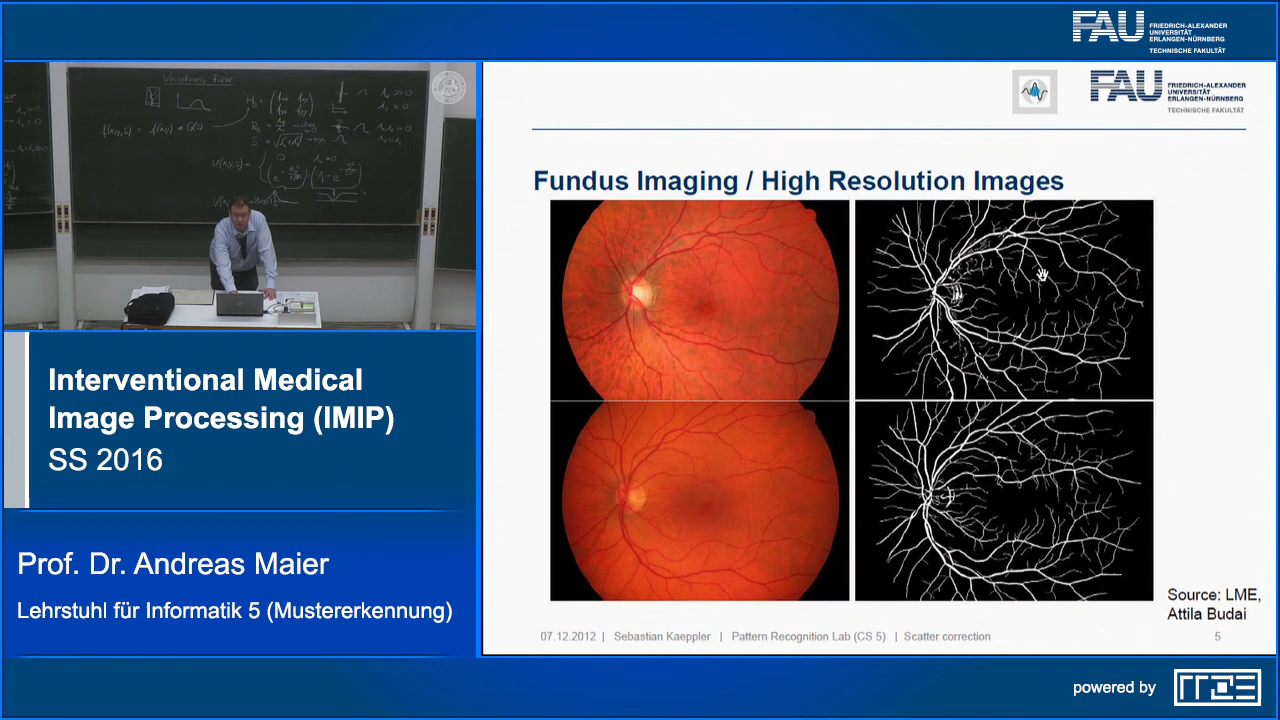 FAU
FRIEDRICH-ALEXANDER
UNIVERSITÄT
ERLANGEN-NÜRNBERG
TECHNISCHE FAKULTÄT
Interventional Medical
Image Processing (IMIP)
SS 2016
Prof. Dr. Andreas Maier
Lehrstuhl für Informatik 5 (Mustererkennung)
FAU
FRIEDRICH-ALEXANDER
UNIVERSITÄT
ERLANGEN-NÜRNBERG
TECHNISCHE FAKULTÄT
Fundus Imaging / High Resolution Images
Source: LME,
Attila Budai
07.12.2012 | Sebastian Kaeppler | Pattern Recognition Lab (CS 5) | Scatter correction 5
powered by